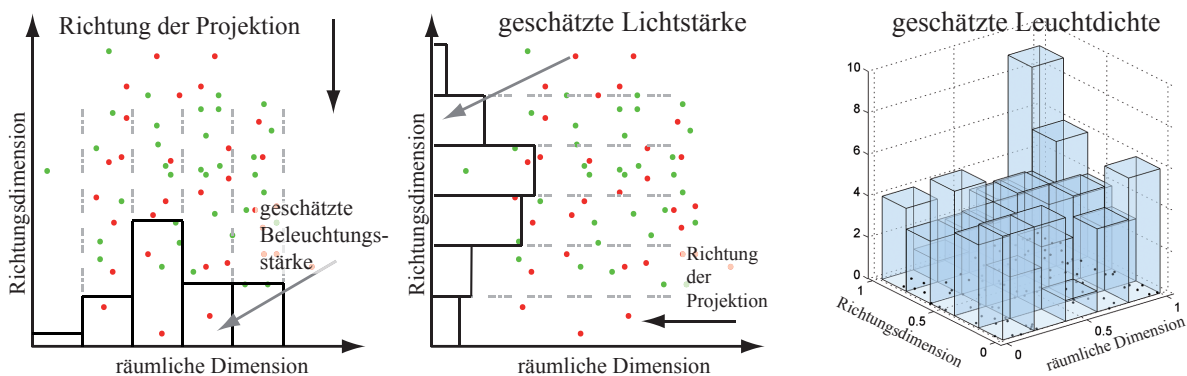 Richtung der Projektion
Richtungsdimension
geschätzte
Beleuchtungs-
stärke
räumliche Dimension
geschätzte Lichtstärke
Richtungsdimension
Richtung
der
Projektion
räumliche Dimension
geschätzte Leuchtdichte
10
8
6
4
2
0
1
0.5
0
Richtungsdimension
0
0.5
1
räumliche Dimension